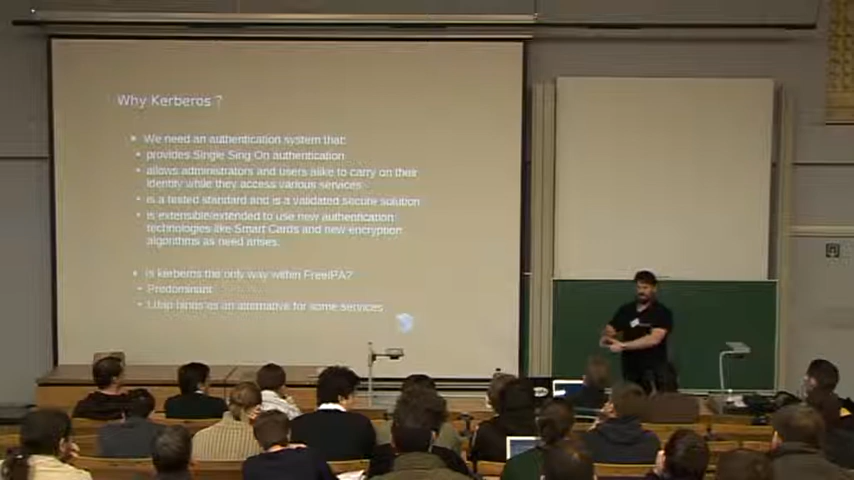 Why Kerberos ?
We need an authentication system that:
provides Single Sing On authentication
allows administrators and users alike to carry on their
identity while they access various services.
is a tested standard and is a validated secure solution
is extensible/extended to use new authentication
technologies like Smart Cards and new encryption
algorithms as need arises.
Is kerberos the only way within FreeIPA?
Predominant
Ldap binds as an alternative for some services